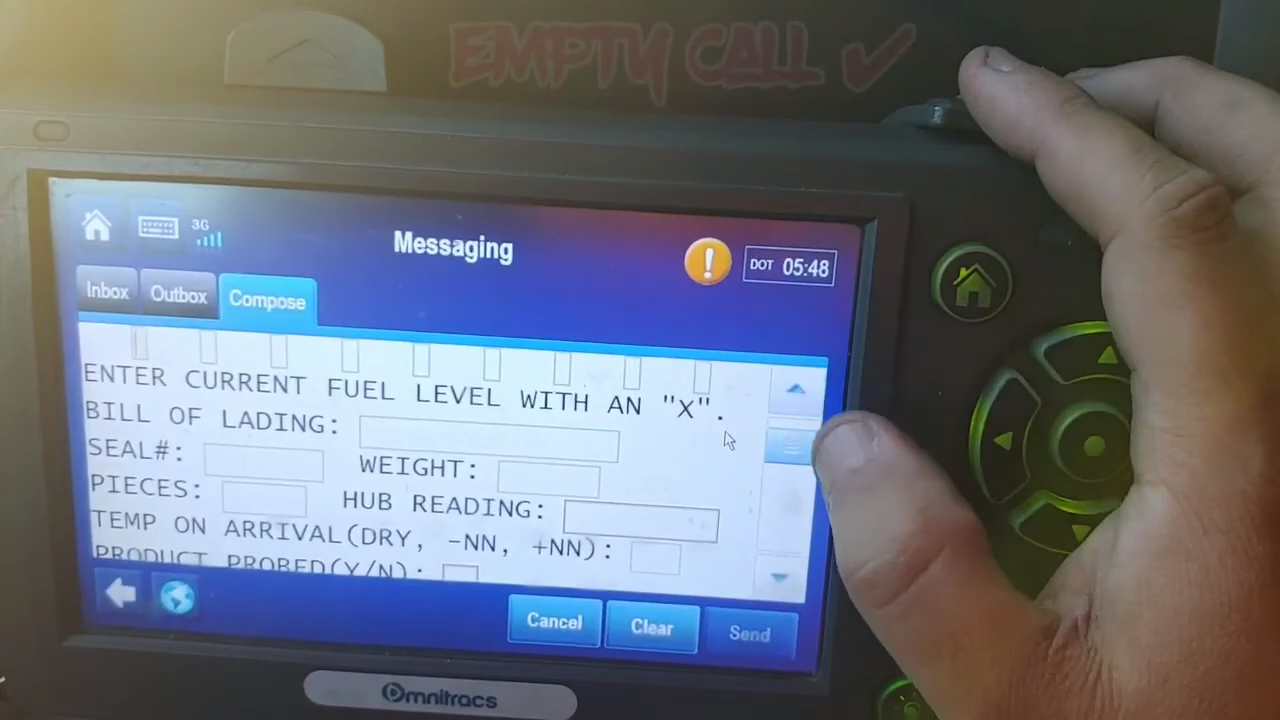 EMPTY CALL ✓
3G
Messaging
!
DOT 05:48
Inbox
Outbox
Compose
ENTER CURRENT FUEL LEVEL WITH AN "X".
BILL OF LADING:
SEAL#: WEIGHT:
PIECES: HUB READING:
TEMP ON ARRIVAL(DRY, -NN, +NN):
PRODUCT PROBED(Y/N):
Cancel
Clear
Send
Omnitracs